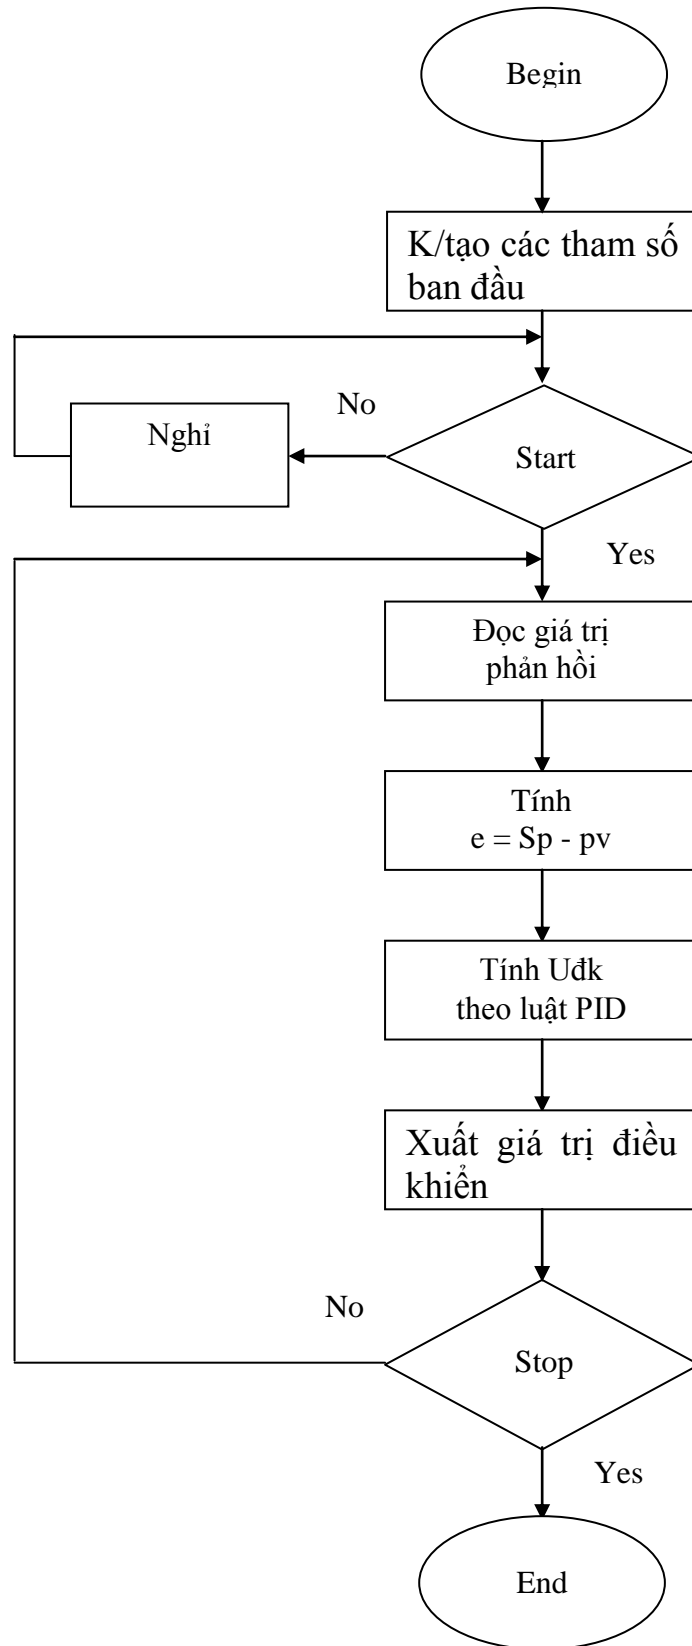 Begin
K/tạo các tham số
ban đầu
No
Nghỉ
Start
Yes
Đọc giá trị
phản hồi
Tính
e = Sp - pv
Tính Uđk
theo luật PID
Xuất giá trị điều
khiển
No
Stop
Yes
End